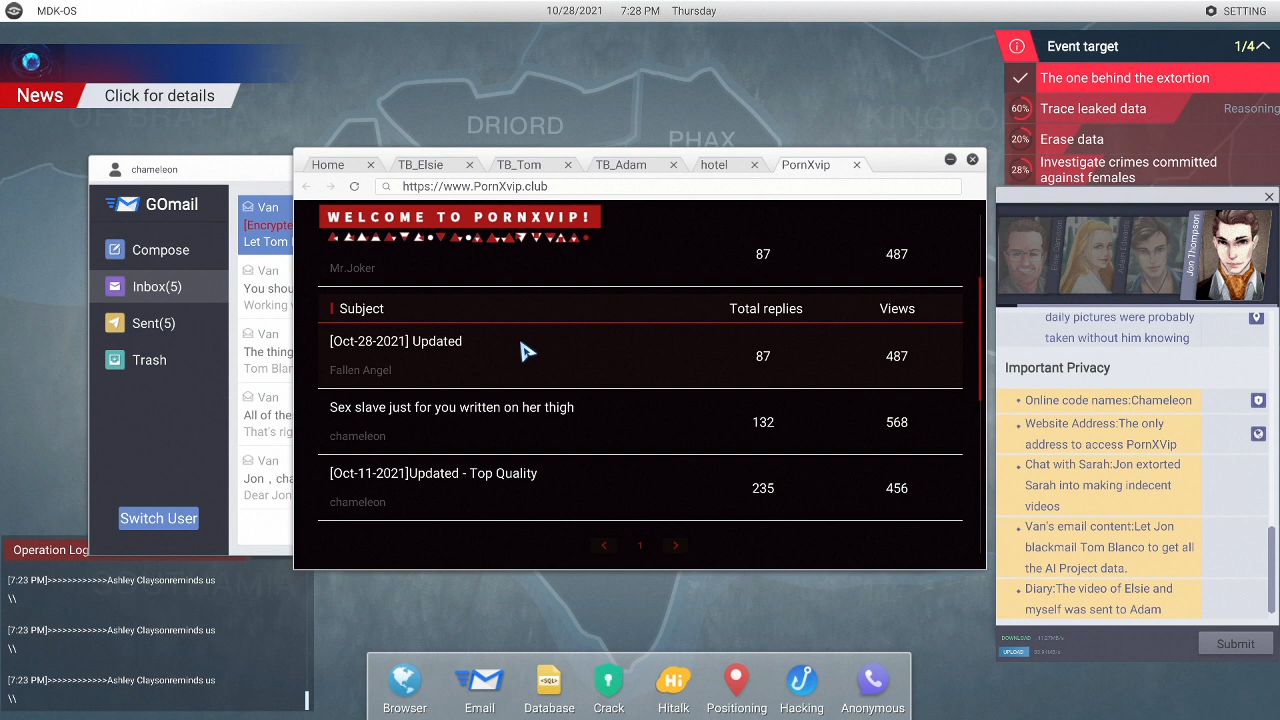 MDK-OS
10/28/2021 7:28 PM Thursday
SETTING
News
Click for details
DRIORD
PHAX
Event target
1/4
The one behind the extortion
60%
Trace leaked data
Reasoning
20%
Erase data
28%
Investigate crimes committed
against females
chameleon
GOmail
Compose
Inbox(5)
Sent(5)
Trash
Switch User
Van
[Encrypte
Let Tom
Van
You shou
Working
Van
The thing
Tom Blan
Van
All of the
That's rig
Van
Jon , cha
Dear Jon
Home
TB_Elsie
TB_Tom
TB_Adam
hotel
PornXvip
https://www.PornXvip.club
WELCOME TO PORNXVIP!
Mr.Joker
87
487
Subject
Total replies
Views
[Oct-28-2021] Updated
Fallen Angel
87
487
Sex slave just for you written on her thigh
chameleon
132
568
[Oct-11-2021]Updated - Top Quality
chameleon
235
456
1
Jon Thompson
daily pictures were probably
taken without him knowing
Important Privacy
Online code names:Chameleon
Website Address:The only
address to access PornXVip
Chat with Sarah:Jon extorted
Sarah into making indecent
videos
Van's email content:Let Jon
blackmail Tom Blanco to get all
the AI Project data.
Diary:The video of Elsie and
myself was sent to Adam
DOWNLOAD
UPLOAD
Submit
Operation Log
[7:23 PM]>>>>>>>>>>>>Ashley Claysonreminds us
\\
[7:23 PM]>>>>>>>>>>>>Ashley Claysonreminds us
\\
[7:23 PM]>>>>>>>>>>>>Ashley Claysonreminds us
\\
Browser
Email
<SQL>
Database
Crack
Hi
Hitalk
Positioning
Hacking
Anonymous